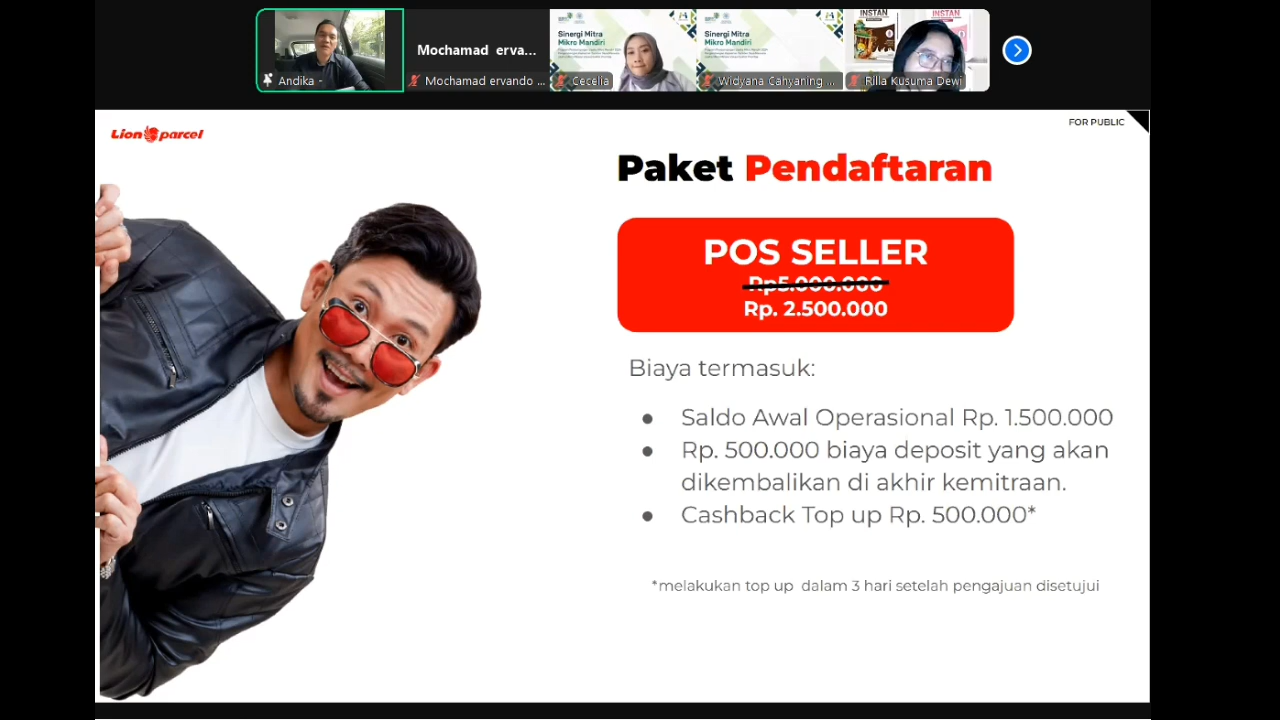 Mochamad erva...
Andika -
Mochamad ervando ...
Sinergi Mitra
Mikro Mandiri
Cecelia
Sinergi Mitra
Mikro Mandiri
Widyana Cahyaning ...
INSTAN
INSTAN
Rilla Kusuma Dewi
Lion parcel
FOR PUBLIC
Paket Pendaftaran
POS SELLER
Rp5.000.000
Rp. 2.500.000
Biaya termasuk:
● Saldo Awal Operasional Rp. 1.500.000
● Rp. 500.000 biaya deposit yang akan
dikembalikan di akhir kemitraan.
● Cashback Top up Rp. 500.000*
*melakukan top up dalam 3 hari setelah pengajuan disetujui